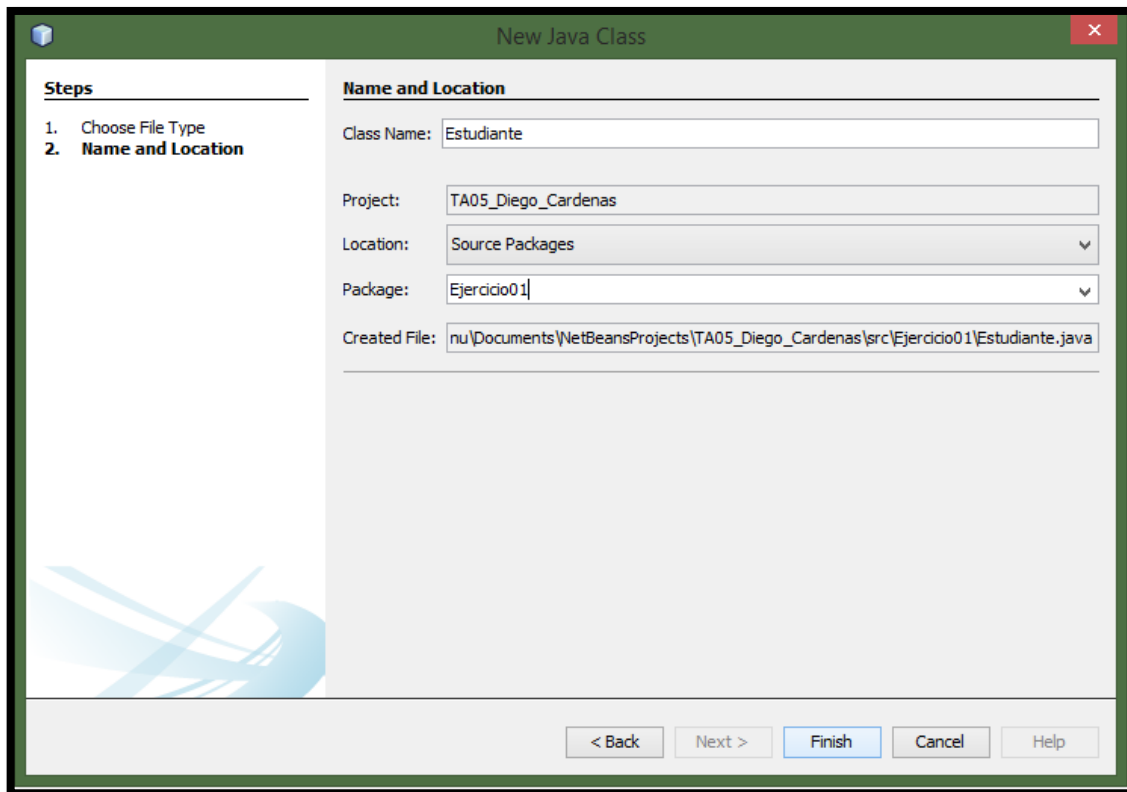 New Java Class
Steps
1. Choose File Type
2. Name and Location
Name and Location
Class Name: Estudiante
Project: TA05_Diego_Cardenas
Location: Source Packages
Package: Ejercicio01
Created File: nu\Documents\NetBeansProjects\TA05_Diego_Cardenas\src\Ejercicio01\Estudiante.java
< Back Next > Finish Cancel Help